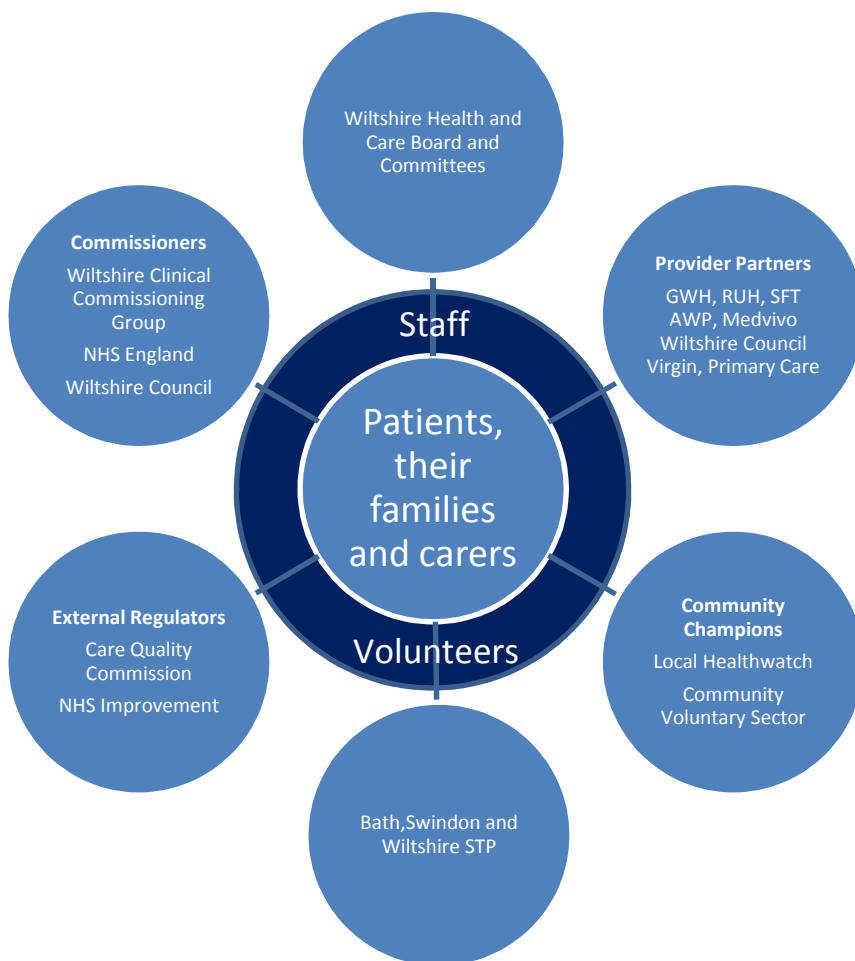 Wiltshire Health and
Care Board and
Committees
Commissioners
Wiltshire Clinical
Commissioning
Group
NHS England
Wiltshire Council
Provider Partners
GWH, RUH, SFT
AWP, Medvivo
Wiltshire Council
Virgin, Primary Care
Staff
Patients,
their
families
and carers
Volunteers
External Regulators
Care Quality
Commission
NHS Improvement
Community
Champions
Local Healthwatch
Community
Voluntary Sector
Bath,Swindon and
Wiltshire STP